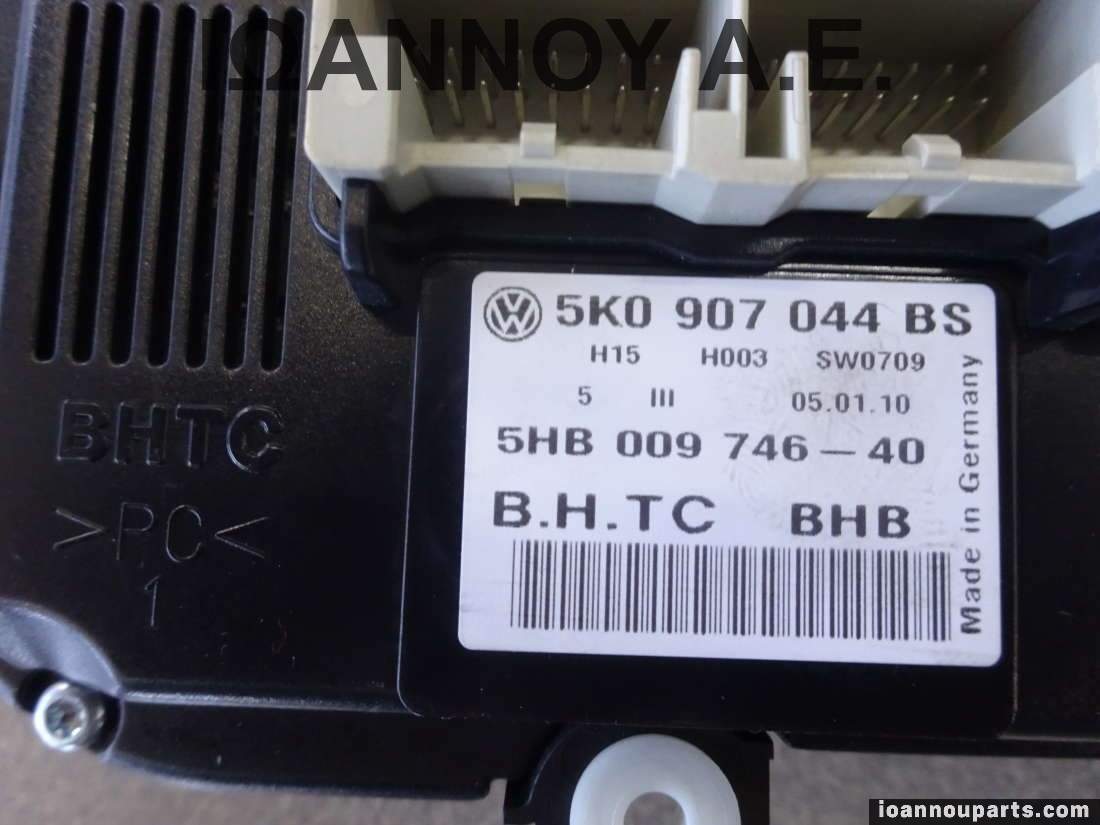 ΙΩΑΝΝΟΥ Α.Ε.
5K0 907 044 BS
H15 H003 SW0709
5 III 05.01.10
5HB 009 746-40
B.H.TC BHB
Made in Germany
BHTC
>PC<
1
ioannouparts.com